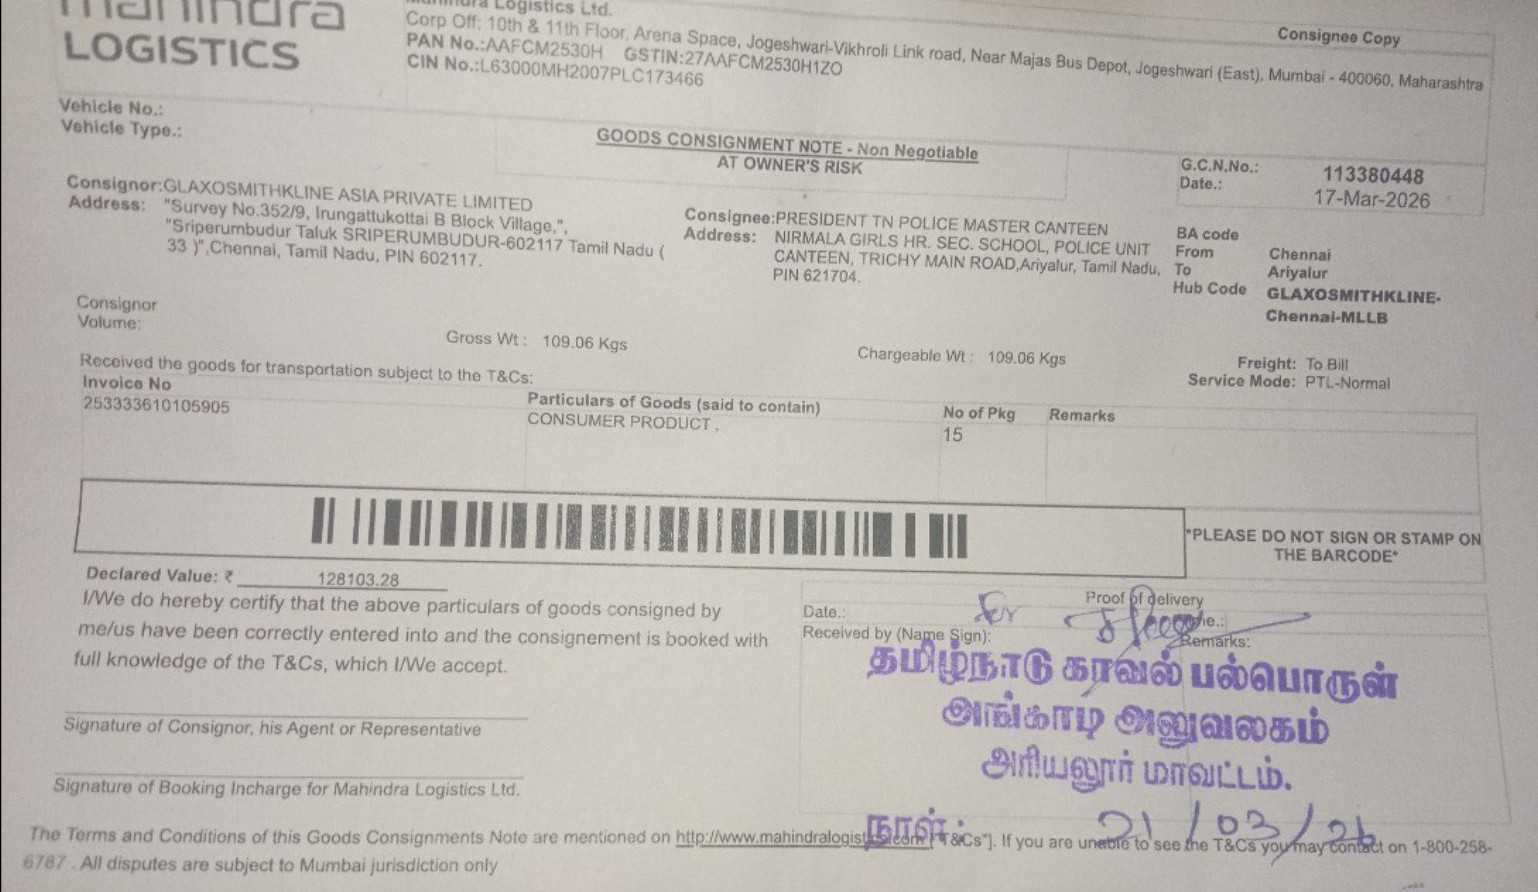 mahindra
LOGISTICS
Mahindra Logistics Ltd.
Corp Off: 10th & 11th Floor, Arena Space, Jogeshwari-Vikhroli Link road, Near Majas Bus Depot, Jogeshwari (East), Mumbai - 400060, Maharashtra
PAN No.:AAFCM2530H GSTIN:27AAFCM2530H1ZO
CIN No.:L63000MH2007PLC173466
Consignee Copy
Vehicle No.:
Vehicle Type.:
GOODS CONSIGNMENT NOTE - Non Negotiable
AT OWNER'S RISK
G.C.N.No.: 113380448
Date.: 17-Mar-2026
Consignor:GLAXOSMITHKLINE ASIA PRIVATE LIMITED
Address: "Survey No.352/9, Irungattukottai B Block Village,",
"Sriperumbudur Taluk SRIPERUMBUDUR-602117 Tamil Nadu (
33 )",Chennai, Tamil Nadu, PIN 602117.
Consignee:PRESIDENT TN POLICE MASTER CANTEEN
Address: NIRMALA GIRLS HR. SEC. SCHOOL, POLICE UNIT
CANTEEN, TRICHY MAIN ROAD,Ariyalur, Tamil Nadu,
PIN 621704.
BA code
From Chennai
To Ariyalur
Hub Code GLAXOSMITHKLINE-
Chennai-MLLB
Consignor
Volume:
Gross Wt : 109.06 Kgs
Chargeable Wt : 109.06 Kgs
Freight: To Bill
Service Mode: PTL-Normal
Received the goods for transportation subject to the T&Cs:
Invoice No
253333610105905
Particulars of Goods (said to contain)
CONSUMER PRODUCT ,
No of Pkg
15
Remarks
*PLEASE DO NOT SIGN OR STAMP ON
THE BARCODE*
Declared Value: ₹ 128103.28
I/We do hereby certify that the above particulars of goods consigned by
me/us have been correctly entered into and the consignement is booked with
full knowledge of the T&Cs, which I/We accept.
Proof of delivery
Date.:
Received by (Name Sign):
Remarks:
தமிழ்நாடு காவல் பல்பொருள்
அங்காடி அனுவலகம்
அரியலூர் மாவட்டம்.
நாள் : 21/03/26
Signature of Consignor, his Agent or Representative
Signature of Booking Incharge for Mahindra Logistics Ltd.
The Terms and Conditions of this Goods Consignments Note are mentioned on http://www.mahindralogistics.com ["T&Cs"]. If you are unable to see the T&Cs you may contact on 1-800-258-
6787 . All disputes are subject to Mumbai jurisdiction only